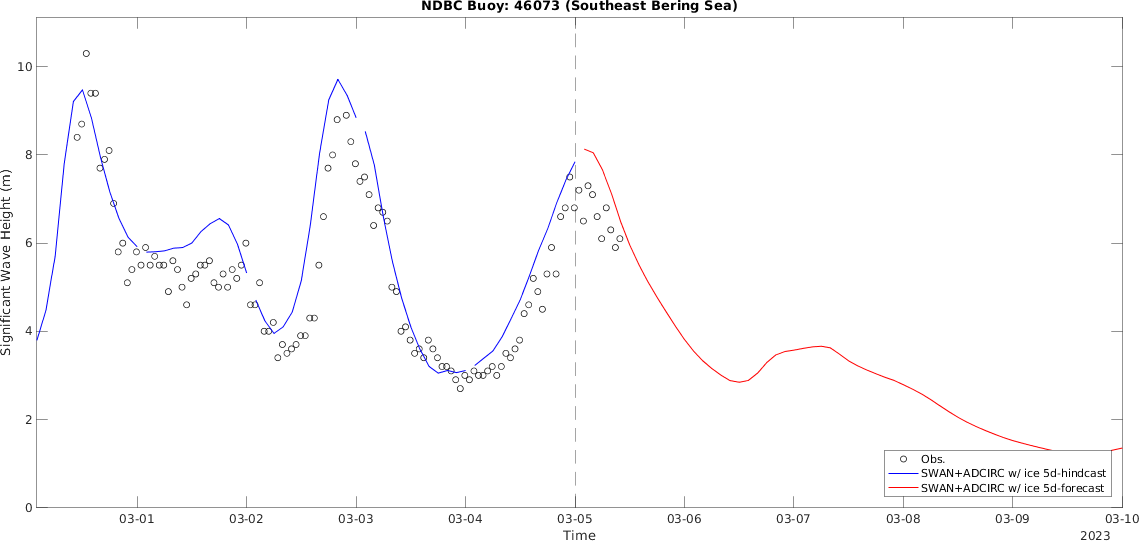 NDBC Buoy: 46073 (Southeast Bering Sea)
Significant Wave Height (m)
10
8
6
4
2
0
03-01 03-02 03-03 03-04 03-05 03-06 03-07 03-08 03-09 03-10
Time
2023
Obs.
SWAN+ADCIRC w/ ice 5d-hindcast
SWAN+ADCIRC w/ ice 5d-forecast